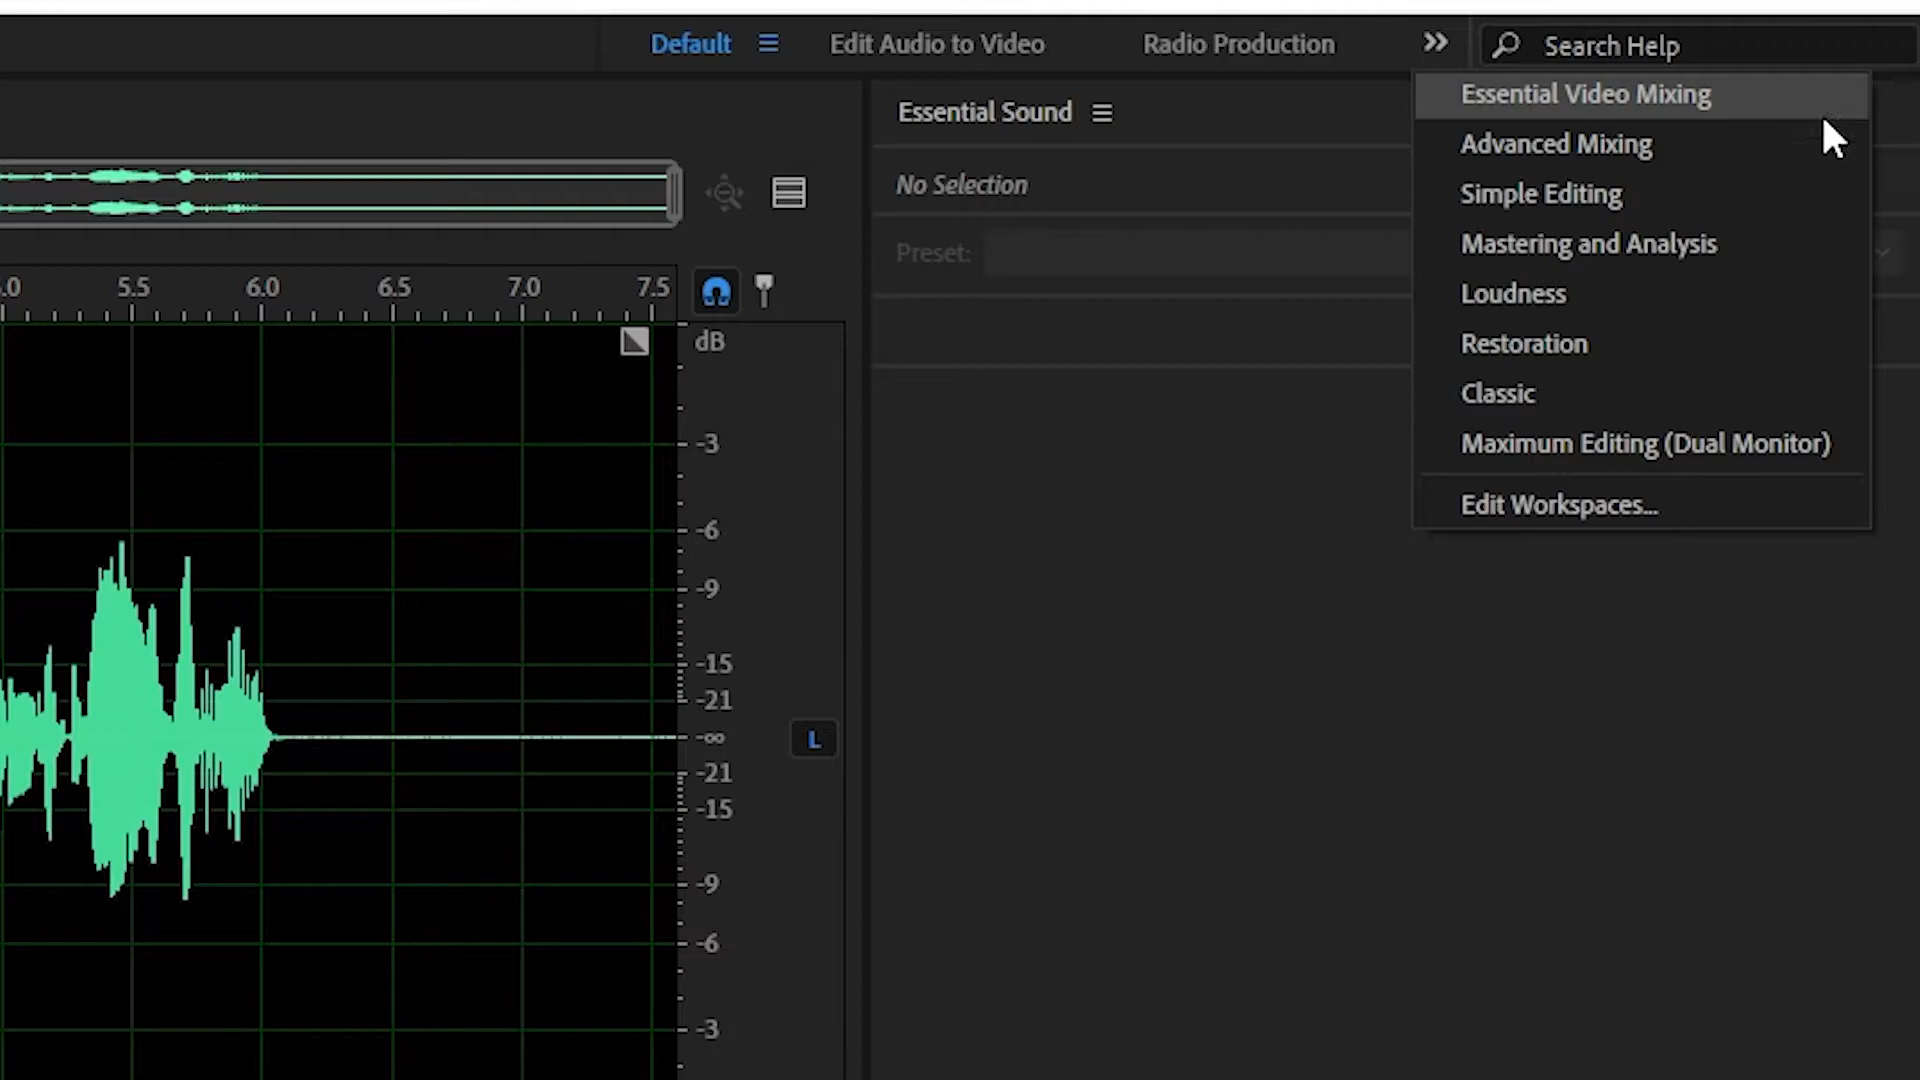 Default
Edit Audio to Video
Radio Production
Search Help
Essential Video Mixing
Essential Sound
Advanced Mixing
No Selection
Simple Editing
Preset:
Mastering and Analysis
.0 5.5 6.0 6.5 7.0 7.5
Loudness
dB
Restoration
Classic
-3
Maximum Editing (Dual Monitor)
Edit Workspaces...
-6
-9
-15
-21
-∞
L
-21
-15
-9
-6
-3